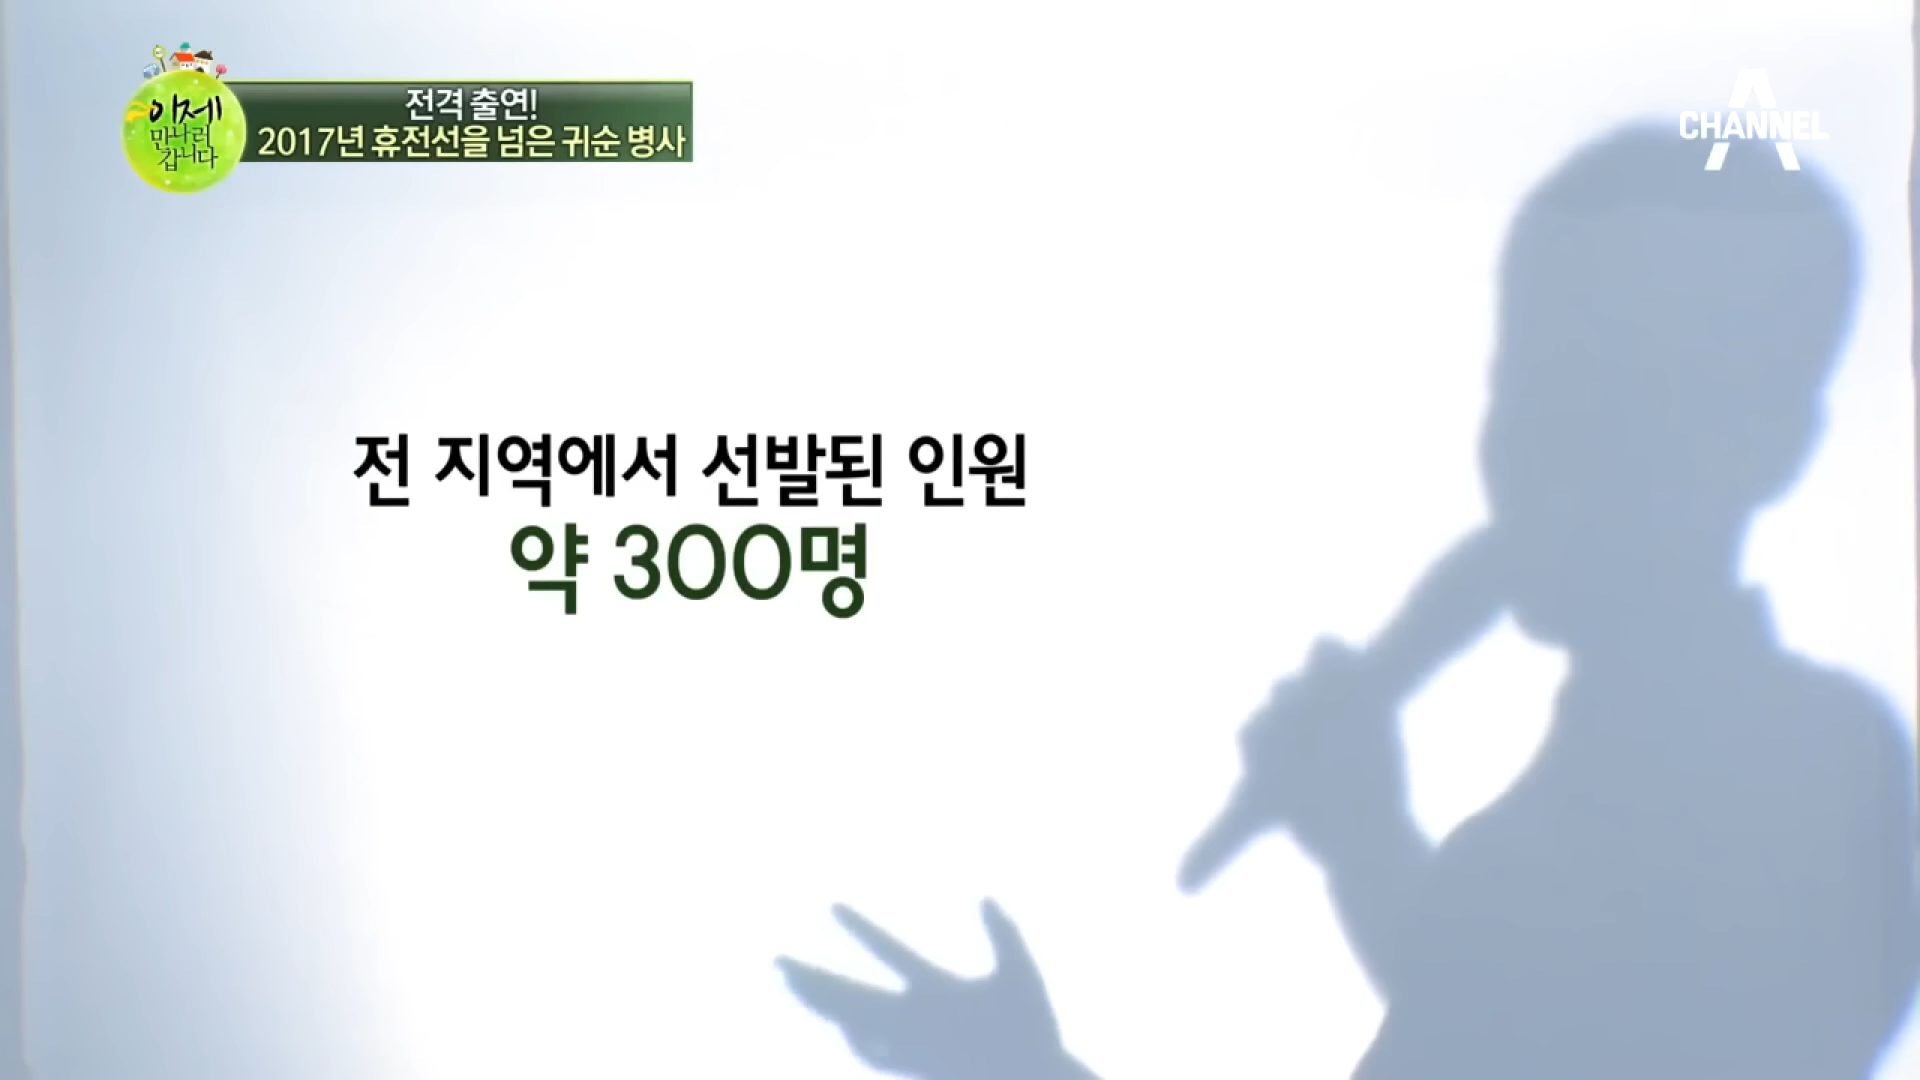 이제
만나러
갑니다
전격 출연!
2017년 휴전선을 넘은 귀순 병사
CHANNEL A
전 지역에서 선발된 인원
약 300명